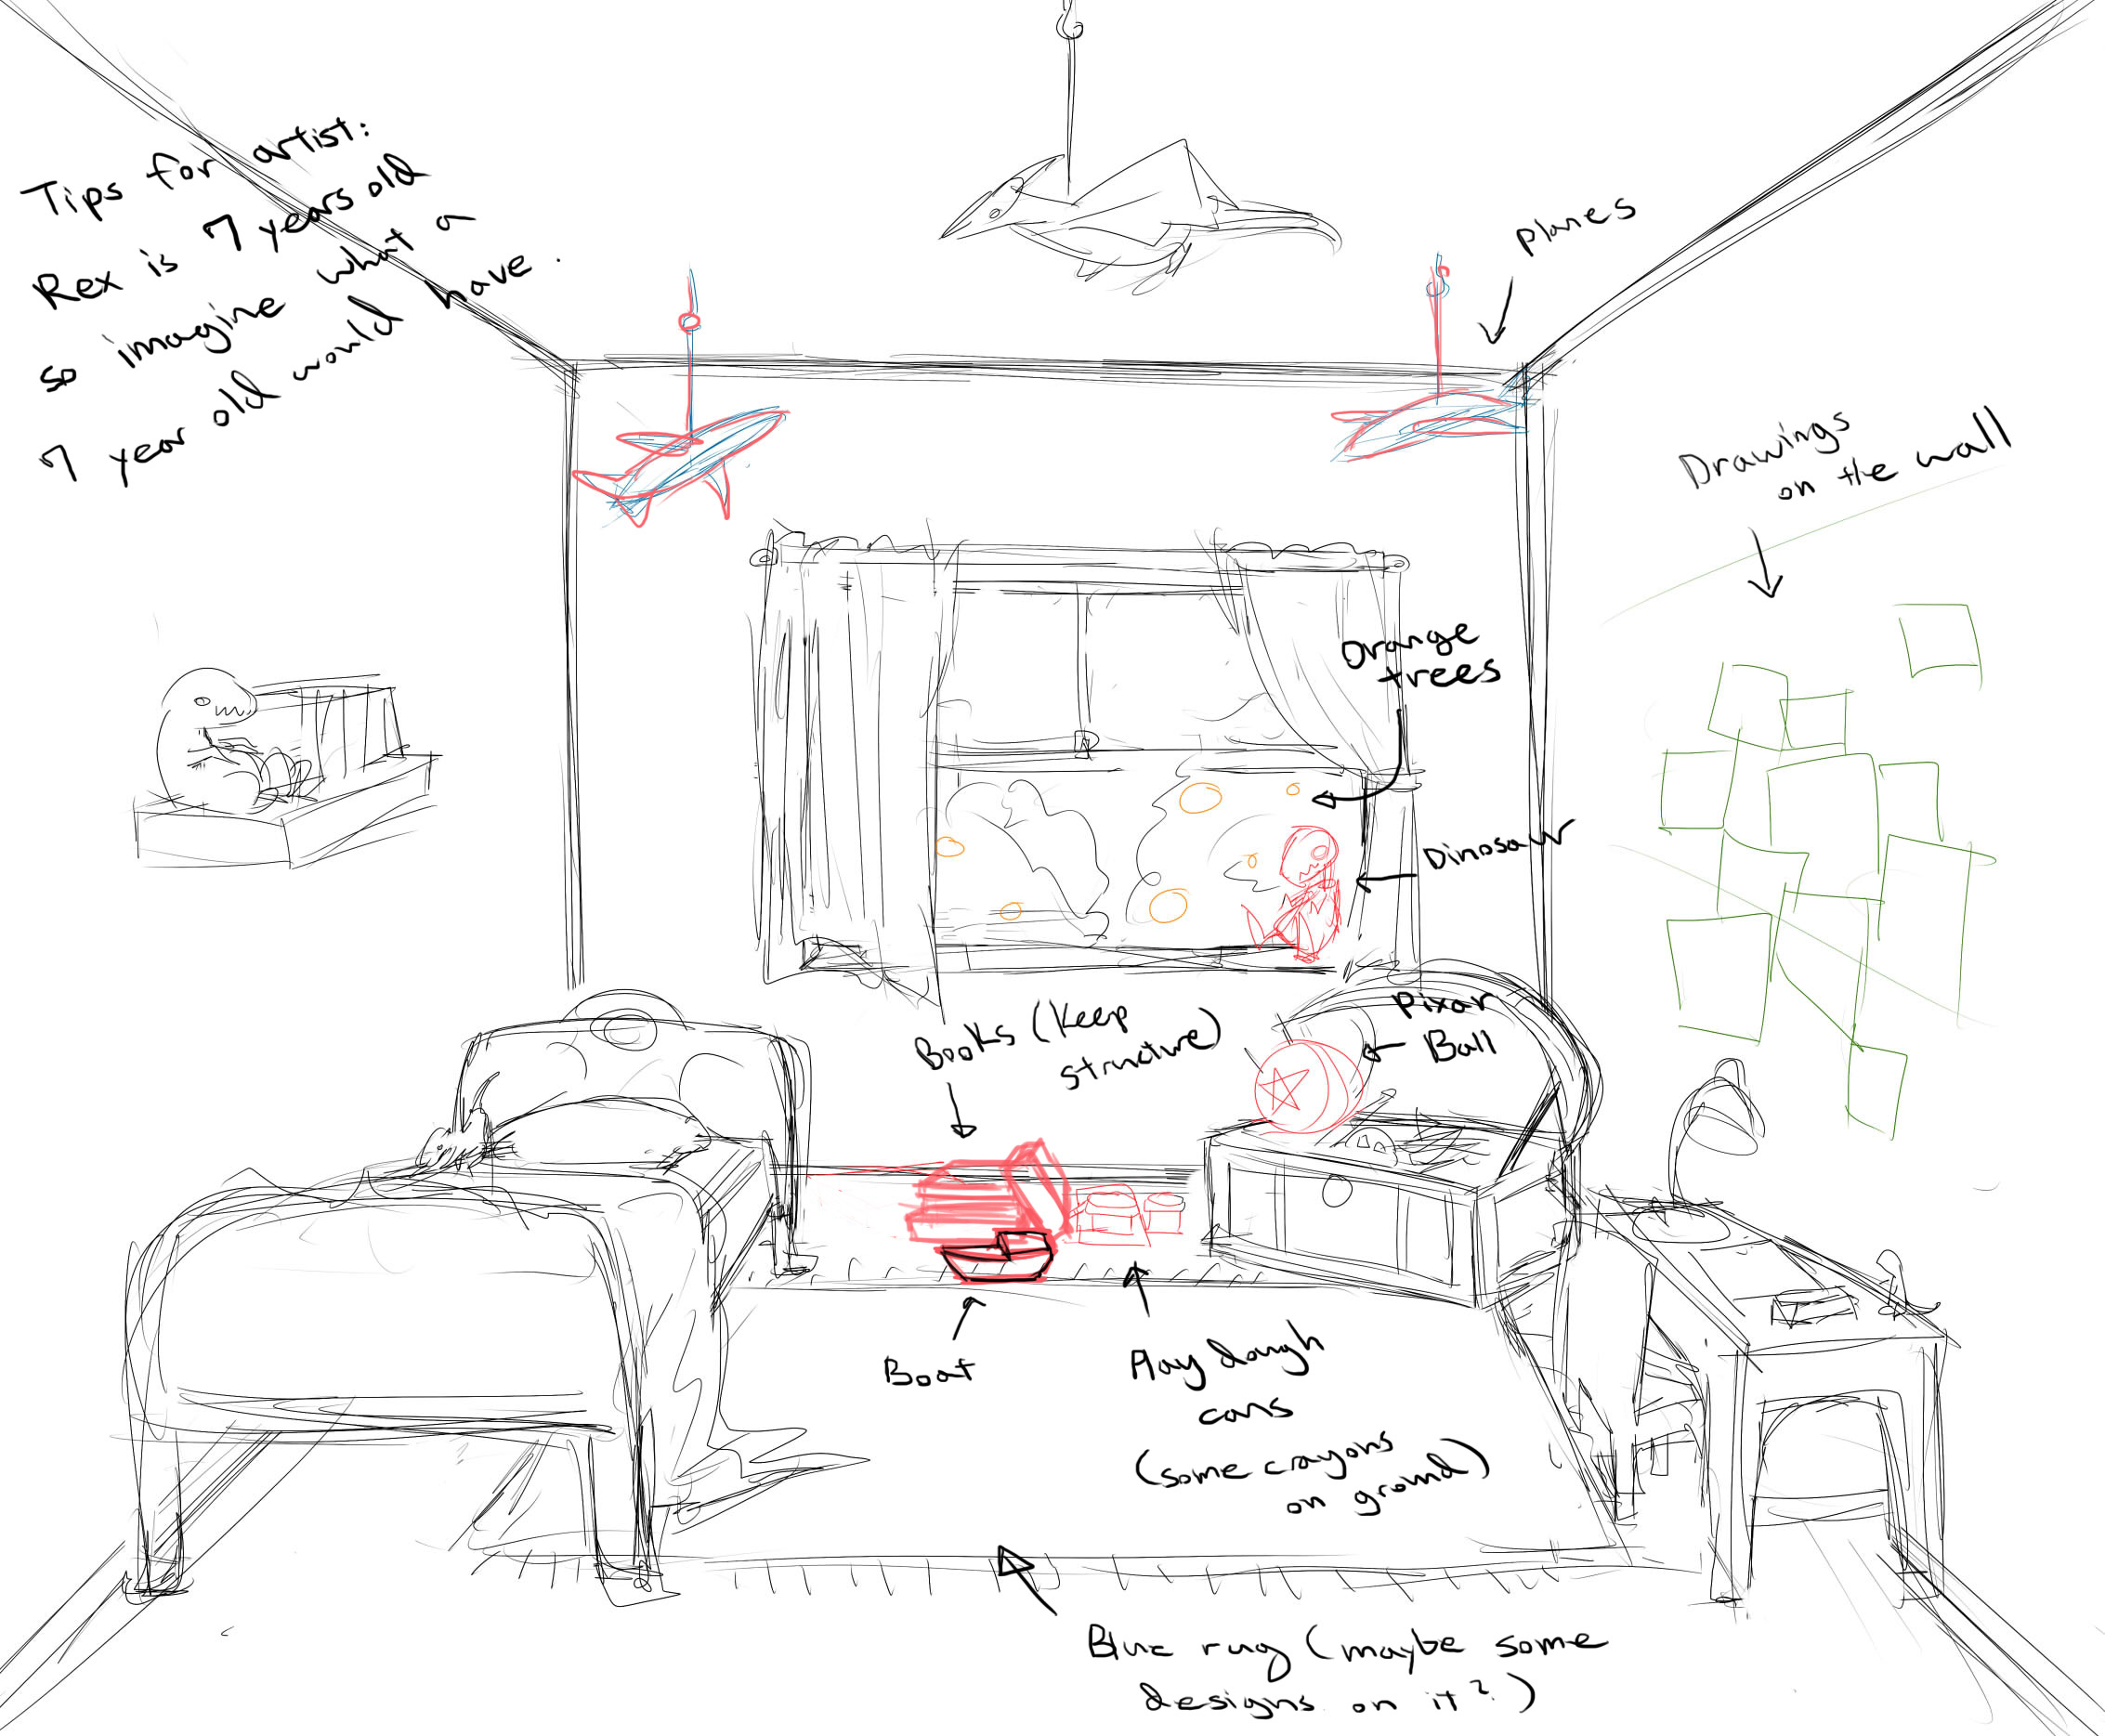 Tips for artist:
Rex is 7 years old
so imagine what a
7 year old would have.
planes
Drawings
on the wall
Orange
trees
Dinosaur
Pixar
Ball
Books (Keep
structure)
Boat
Play dough
cans
(some crayons
on ground)
Blue rug (maybe some
designs on it?)